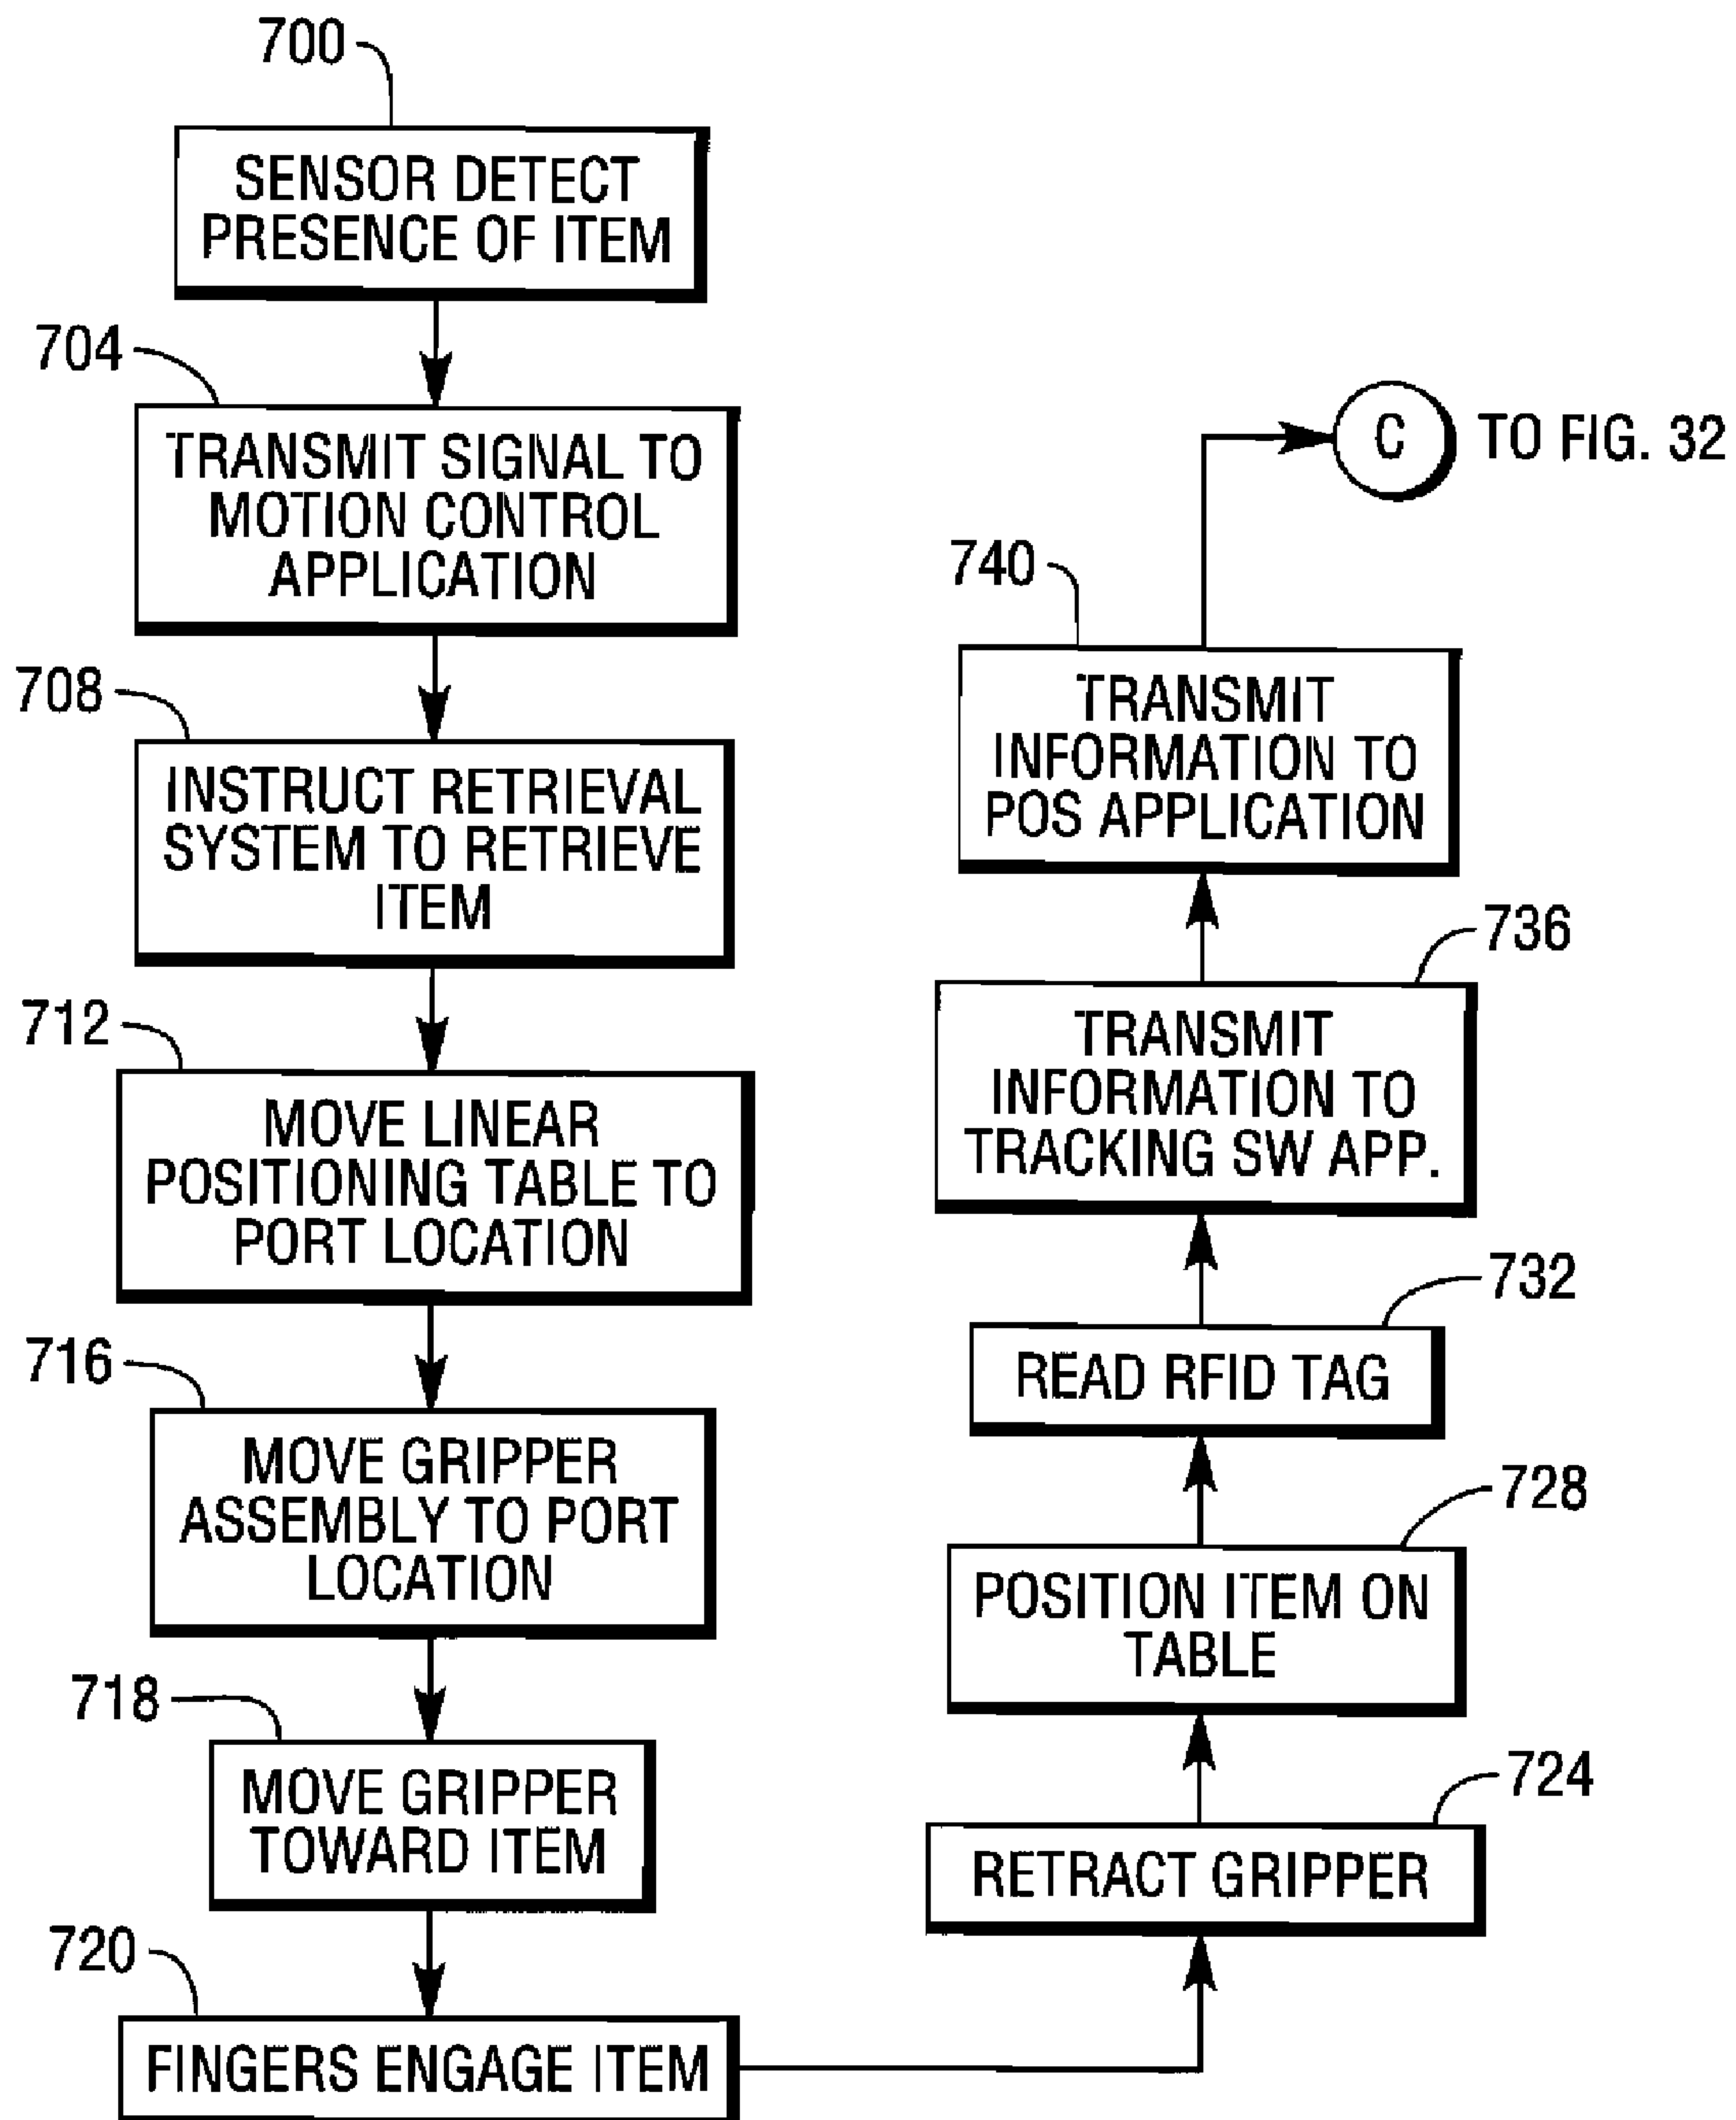 700
SENSOR DETECT
PRESENCE OF ITEM
704
TRANSMIT SIGNAL TO
MOTION CONTROL
APPLICATION
708
INSTRUCT RETRIEVAL
SYSTEM TO RETRIEVE
ITEM
712
MOVE LINEAR
POSITIONING TABLE TO
PORT LOCATION
716
MOVE GRIPPER
ASSEMBLY TO PORT
LOCATION
718
MOVE GRIPPER
TOWARD ITEM
720
FINGERS ENGAGE ITEM
724
RETRACT GRIPPER
728
POSITION ITEM ON
TABLE
732
READ RFID TAG
736
TRANSMIT
INFORMATION TO
TRACKING SW APP.
740
TRANSMIT
INFORMATION TO
POS APPLICATION
C TO FIG. 32